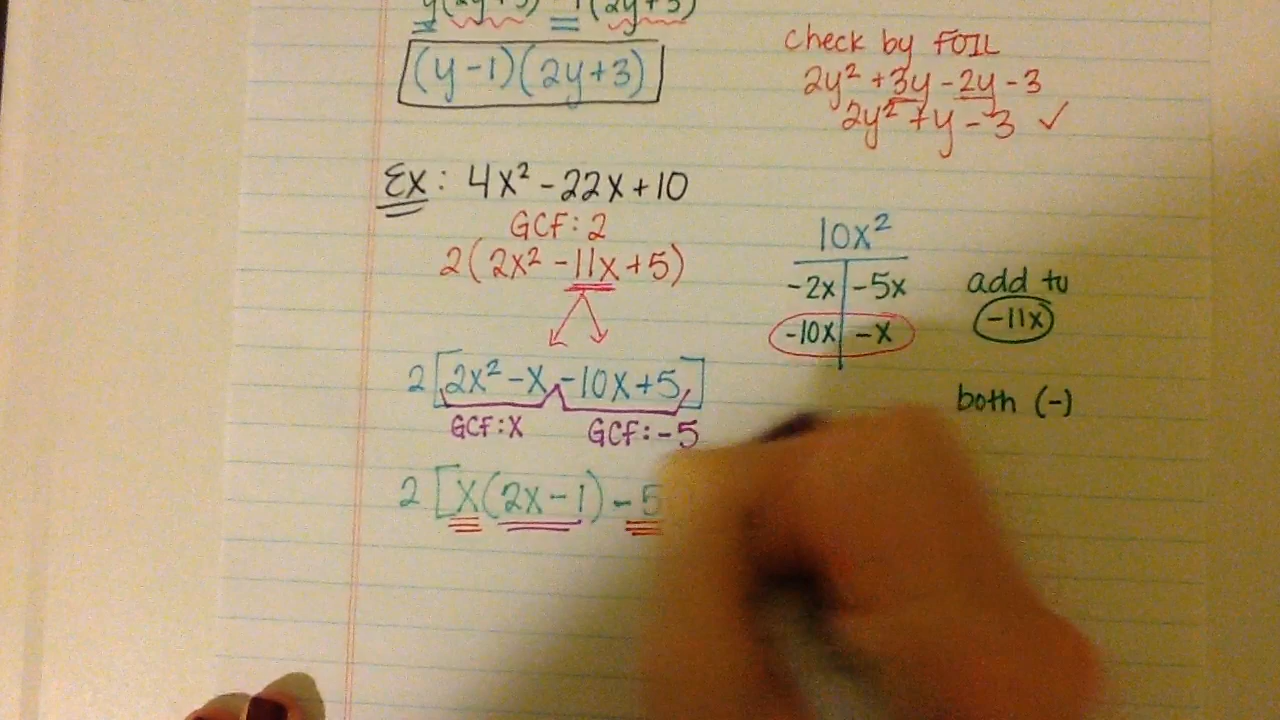 (y-1)(2y+3)
check by FOIL
2y² +3y -2y -3
2y² +y -3 ✓
Ex: 4x² -22x +10
GCF: 2
2(2x² -11x +5)
10x²
-2x | -5x
-10x | -x
add to
-11x
both (-)
2[2x² -x -10x +5]
GCF: x GCF: -5
2[x(2x-1) -5